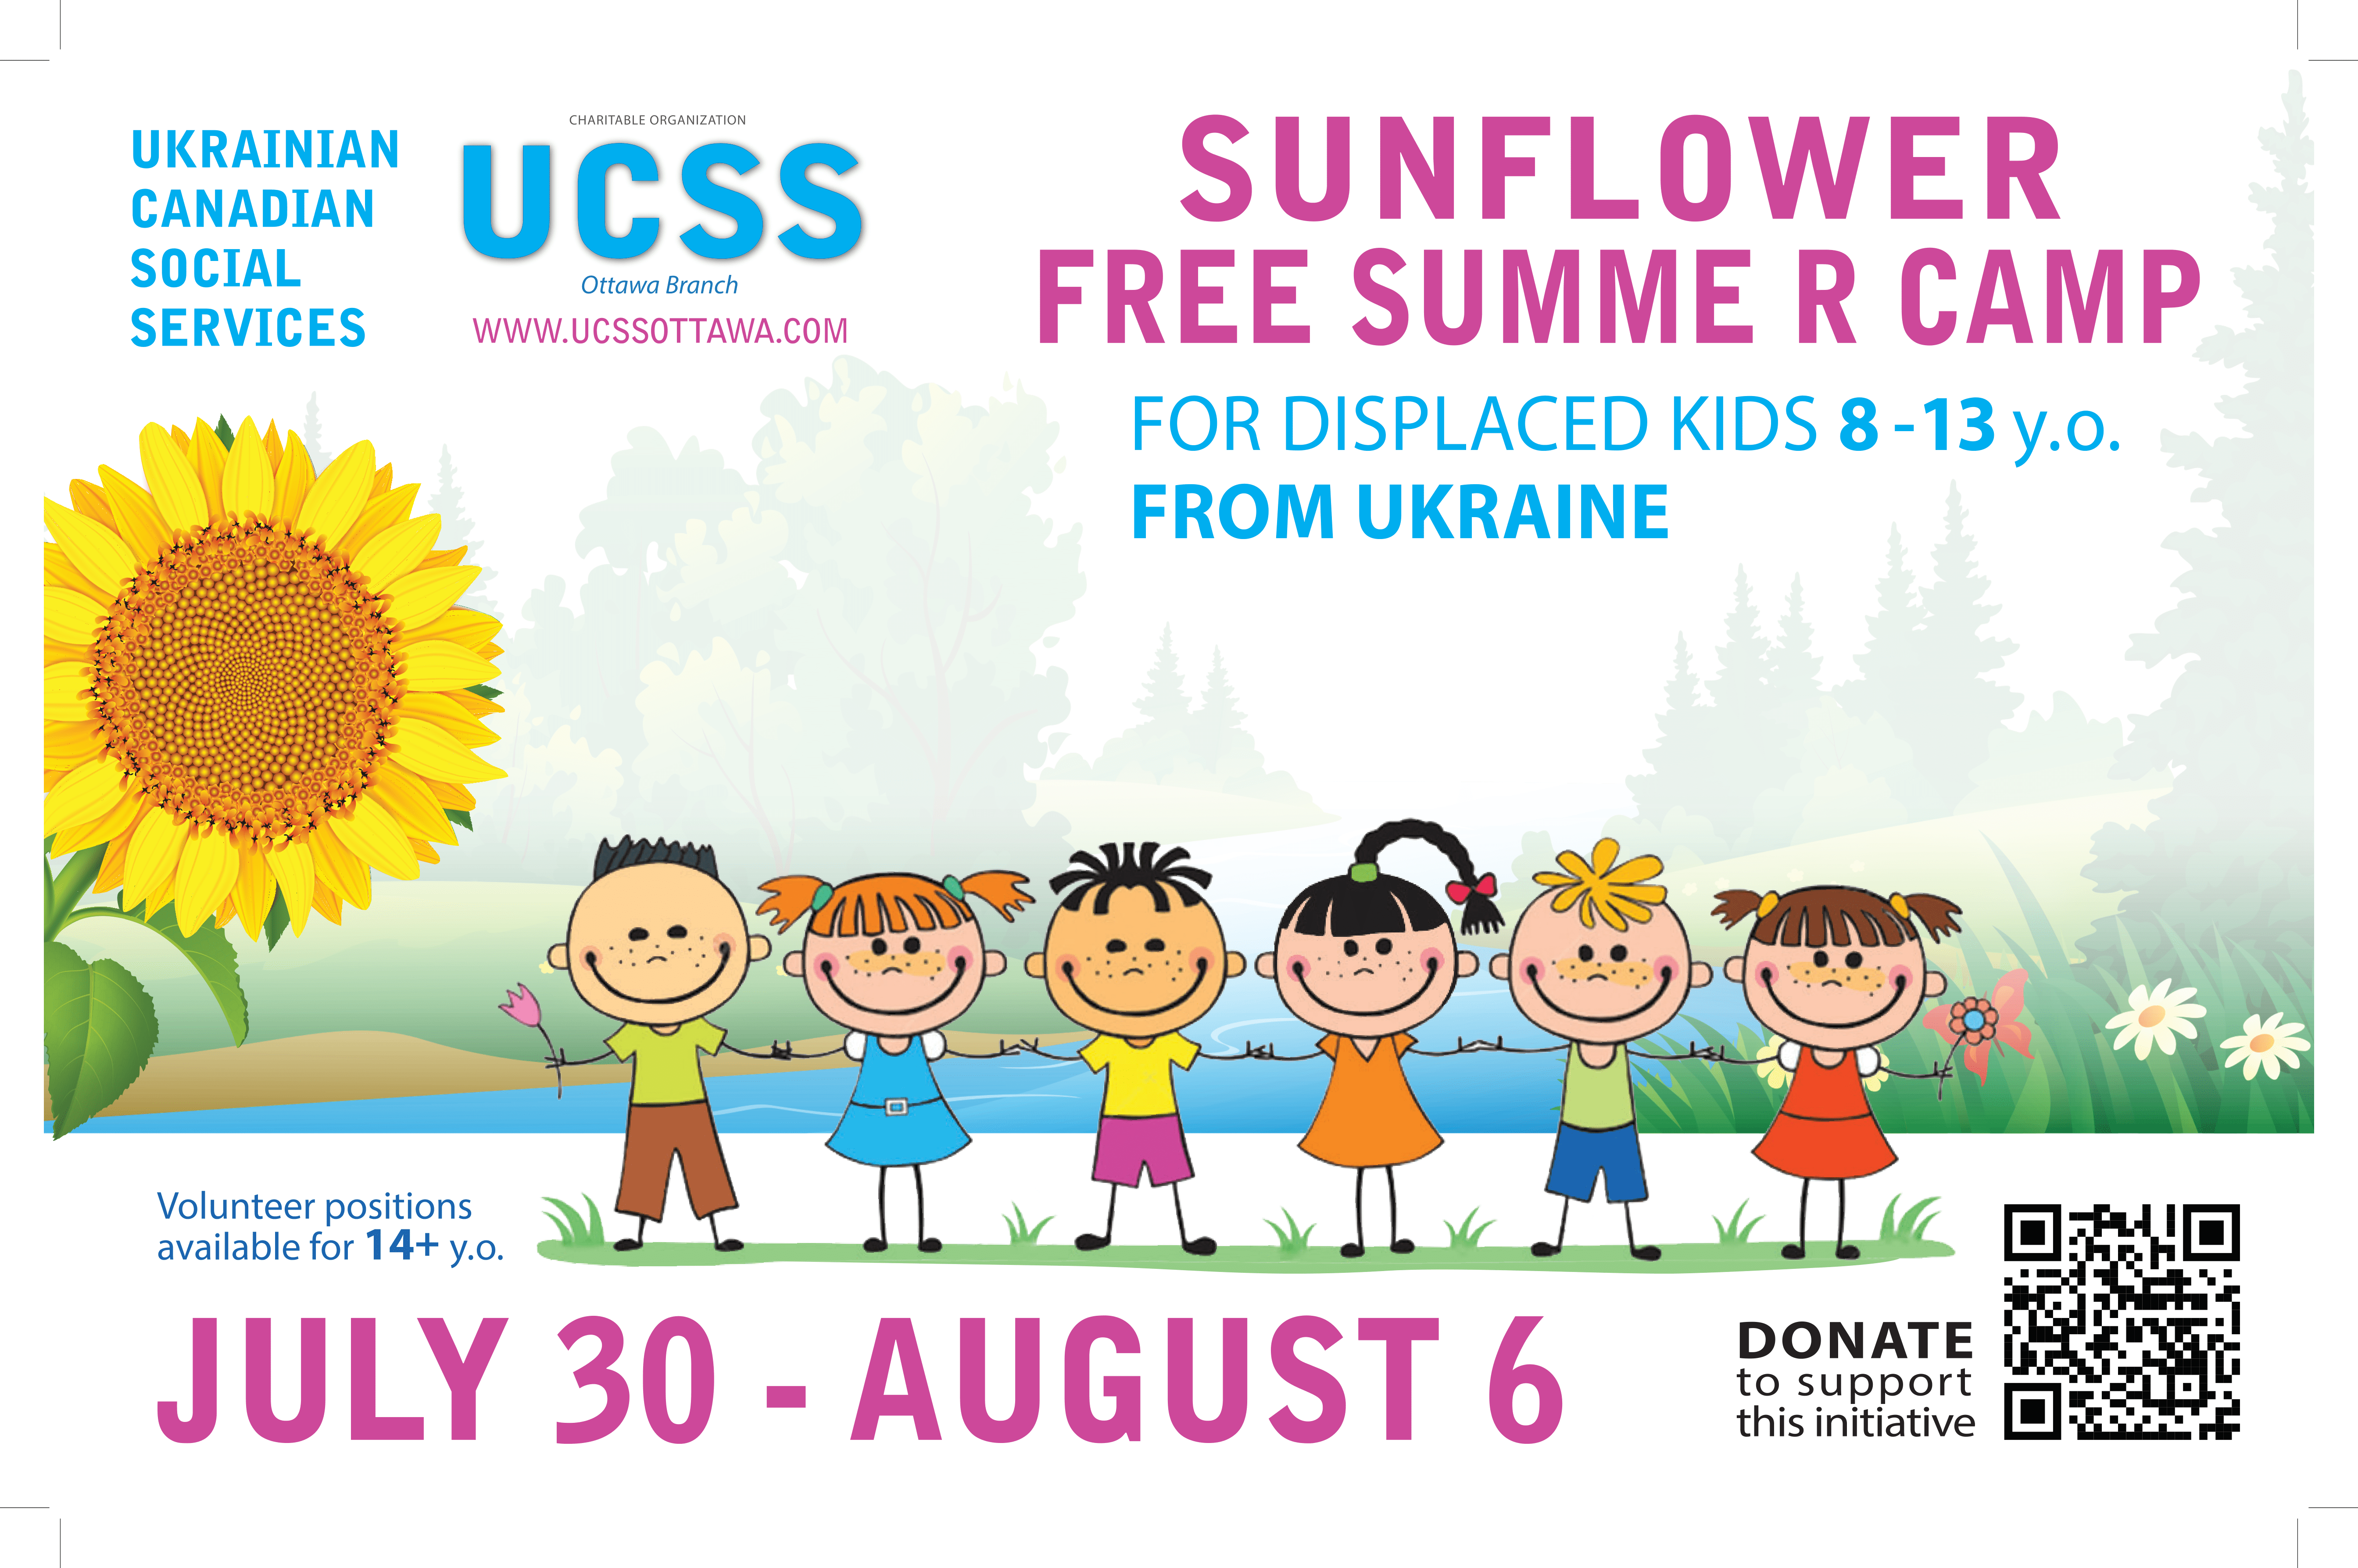 UKRAINIAN
CANADIAN
SOCIAL
SERVICES
CHARITABLE ORGANIZATION
UCSS
Ottawa Branch
WWW.UCSSOTTAWA.COM
SUNFLOWER
FREE SUMME R CAMP
FOR DISPLACED KIDS 8 -13 y.o.
FROM UKRAINE
Volunteer positions
available for 14+ y.o.
JULY 30 - AUGUST 6
DONATE
to support
this initiative